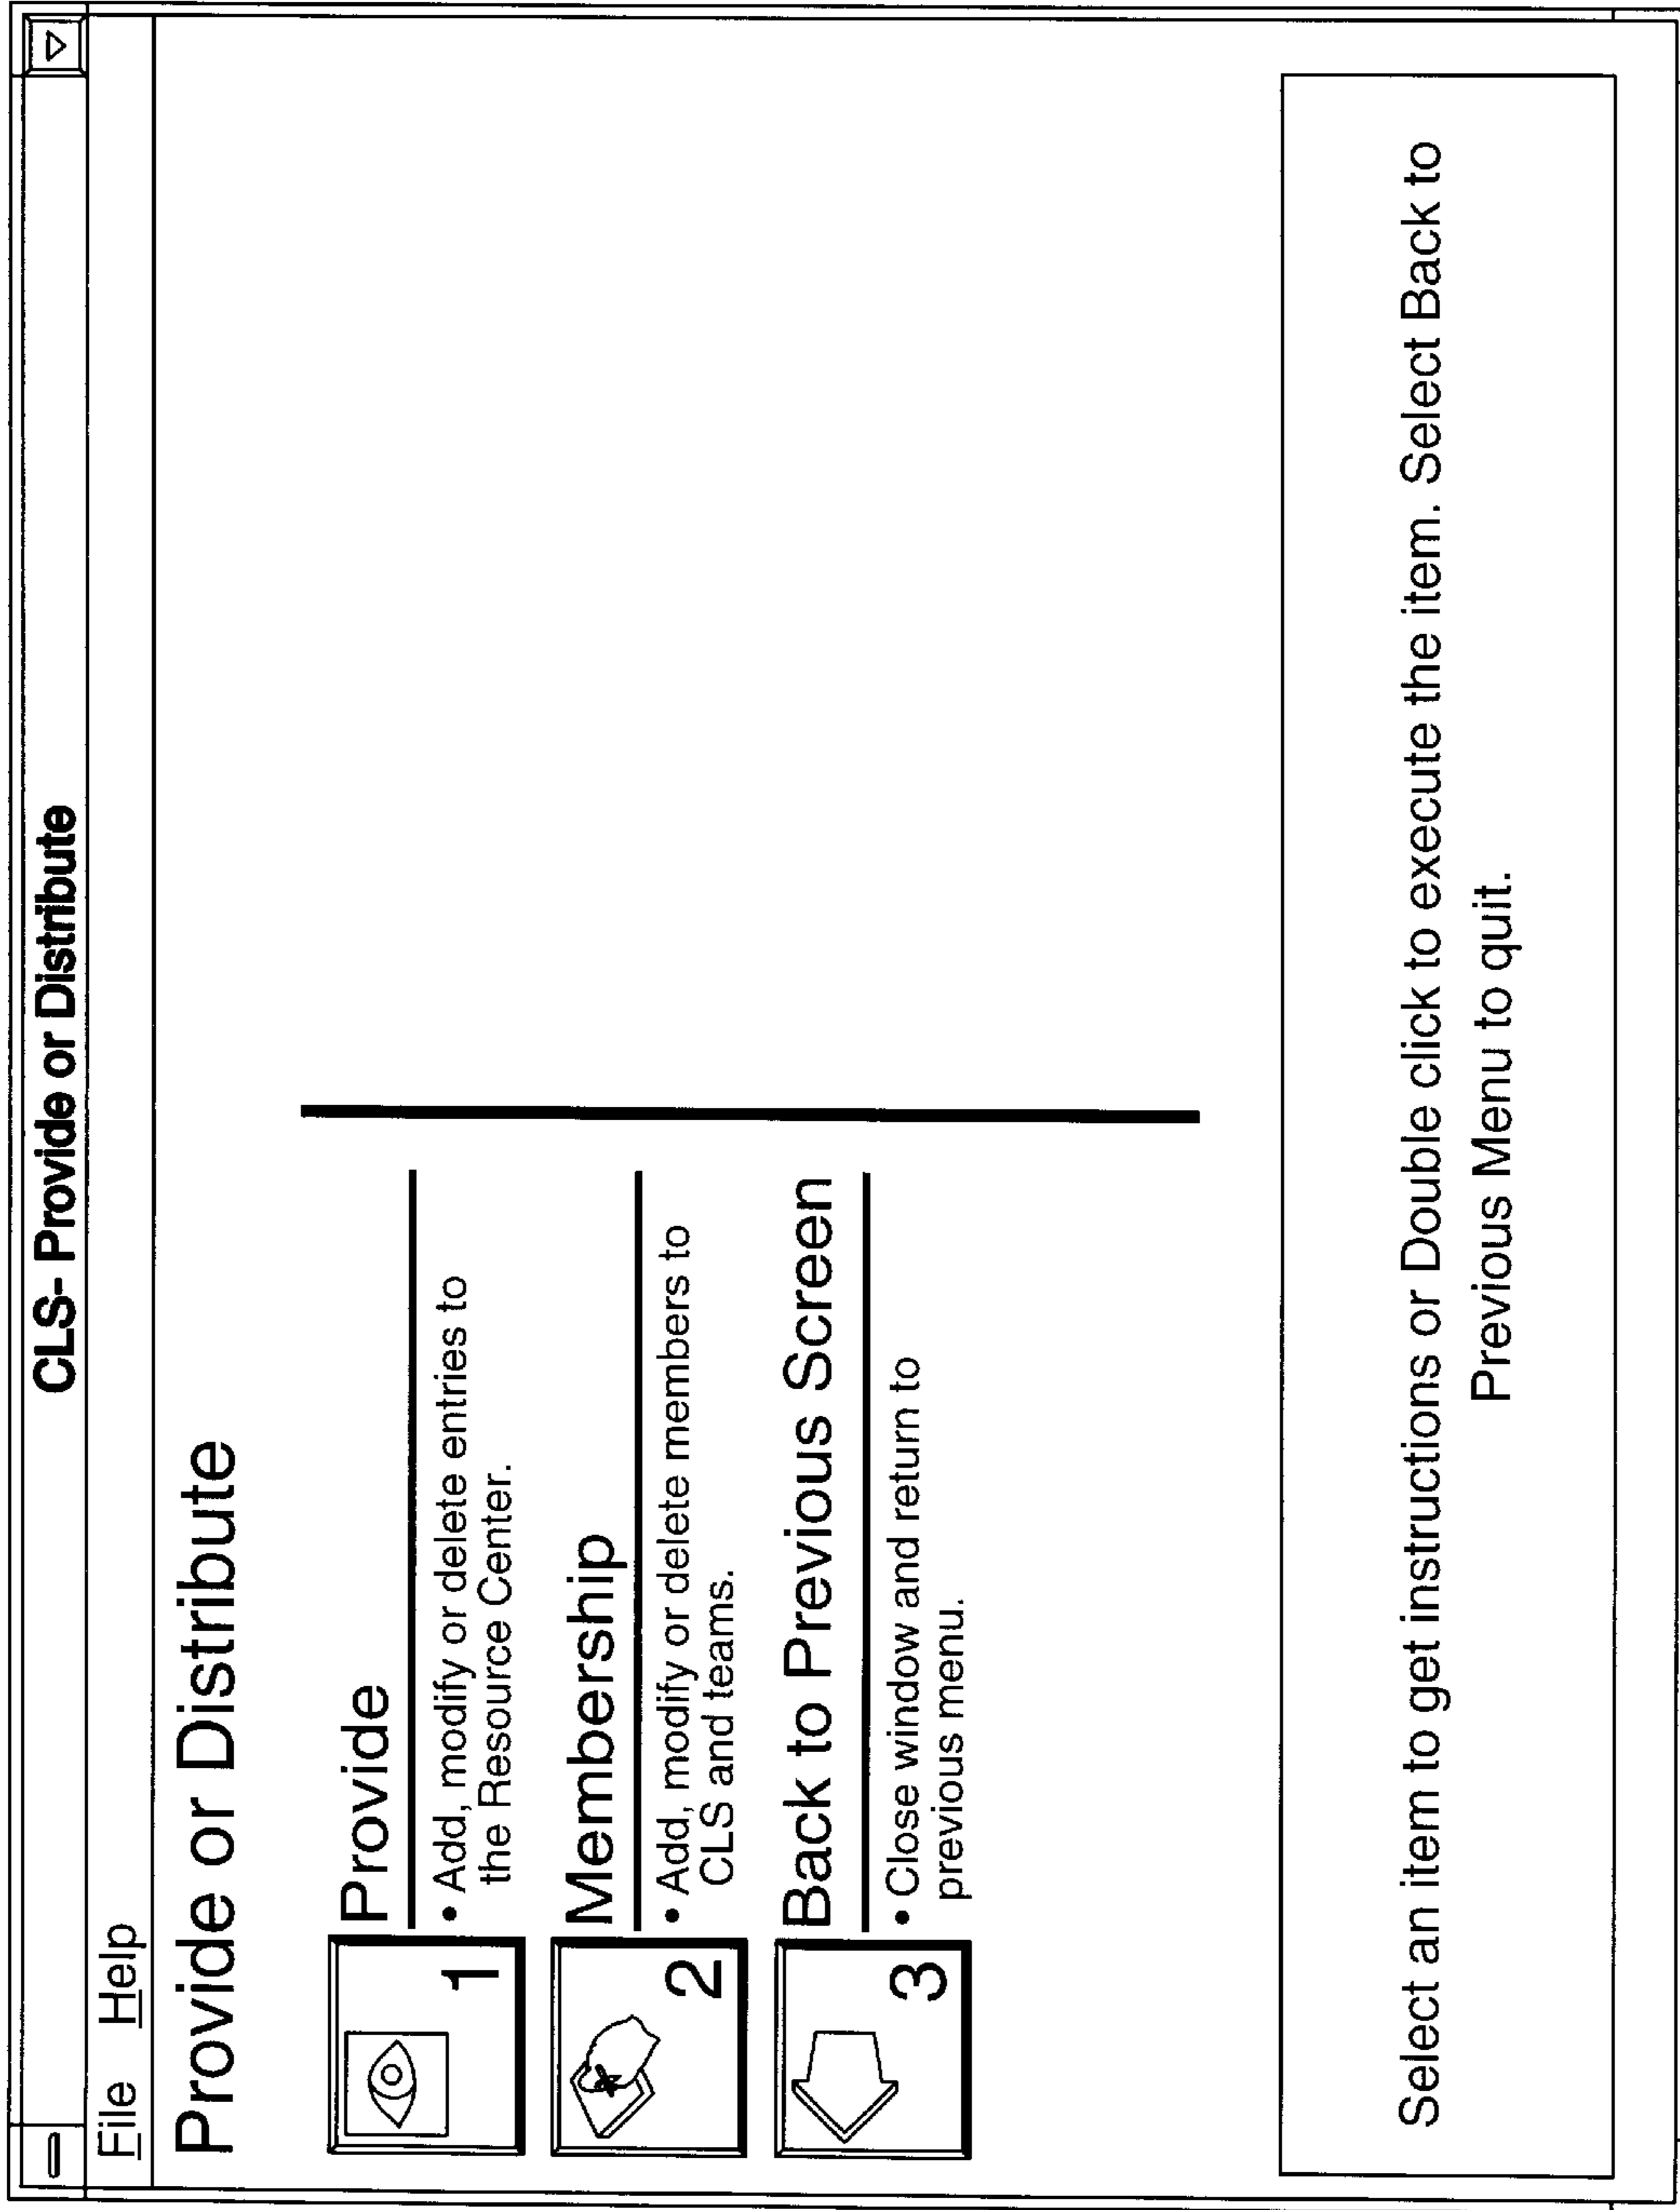 CLS- Provide or Distribute
File Help
Provide or Distribute
1
Provide
• Add, modify or delete entries to
the Resource Center.
2
Membership
• Add, modify or delete members to
CLS and teams.
3
Back to Previous Screen
• Close window and return to
previous menu.
Select an item to get instructions or Double click to execute the item. Select Back to
Previous Menu to quit.